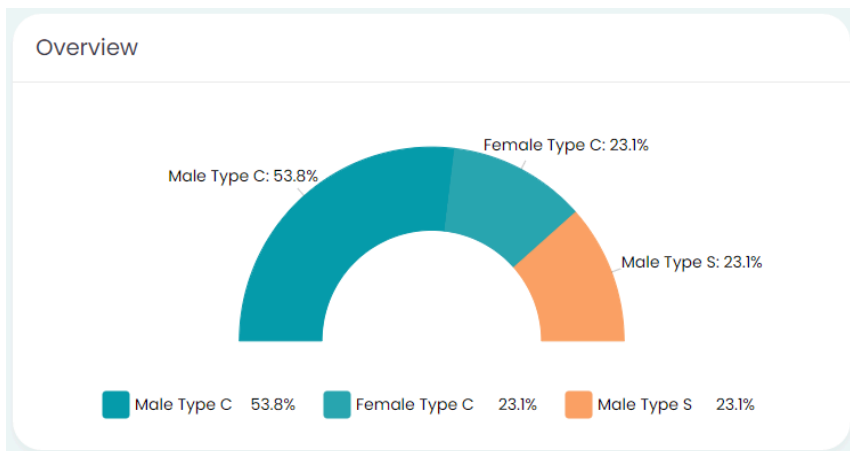 Overview
Female Type C: 23.1%
Male Type C: 53.8%
Male Type S: 23.1%
Male Type C 53.8% Female Type C 23.1% Male Type S 23.1%